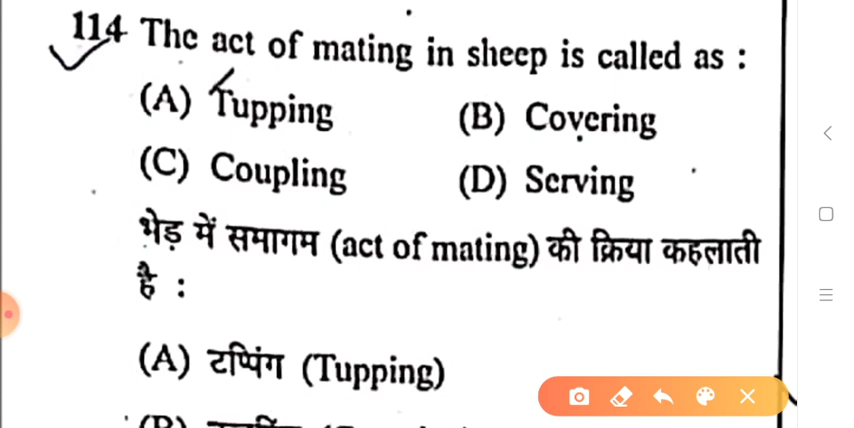 114 The act of mating in sheep is called as :
(A) Tupping (B) Covering
(C) Coupling (D) Serving
भेड़ में समागम (act of mating) की क्रिया कहलाती
है :
(A) टप्पिंग (Tupping)